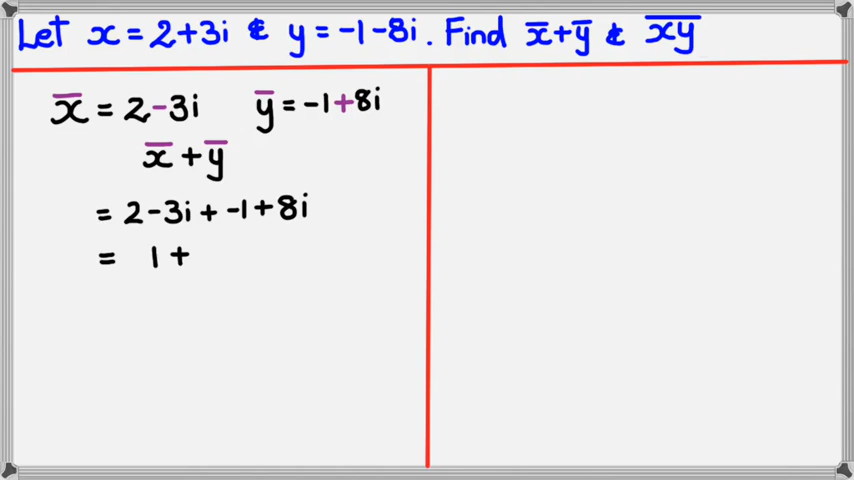 Let x = 2+3i & y = -1-8i. Find x̅+y̅ & x̅y̅
x̅ = 2-3i y̅ = -1+8i
x̅ + y̅
= 2-3i + -1+8i
= 1 +